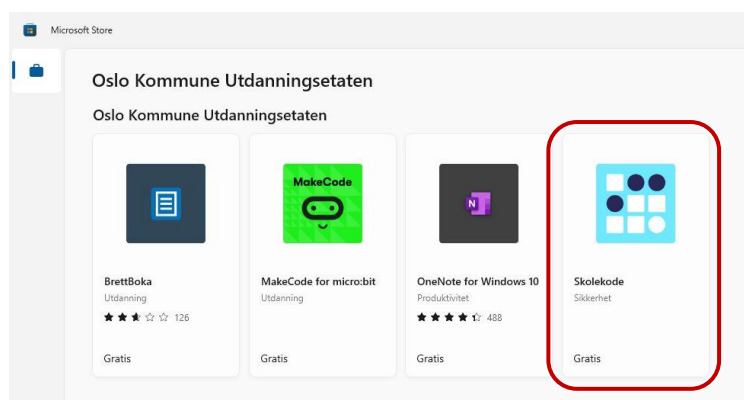 Microsoft Store
Oslo Kommune Utdanningsetaten
Oslo Kommune Utdanningsetaten
MakeCode
N
BrettBoka
Utdanning
126
Gratis
MakeCode for micro:bit
Utdanning
Gratis
OneNote for Windows 10
Produktivitet
488
Gratis
Skolekode
Sikkerhet
Gratis